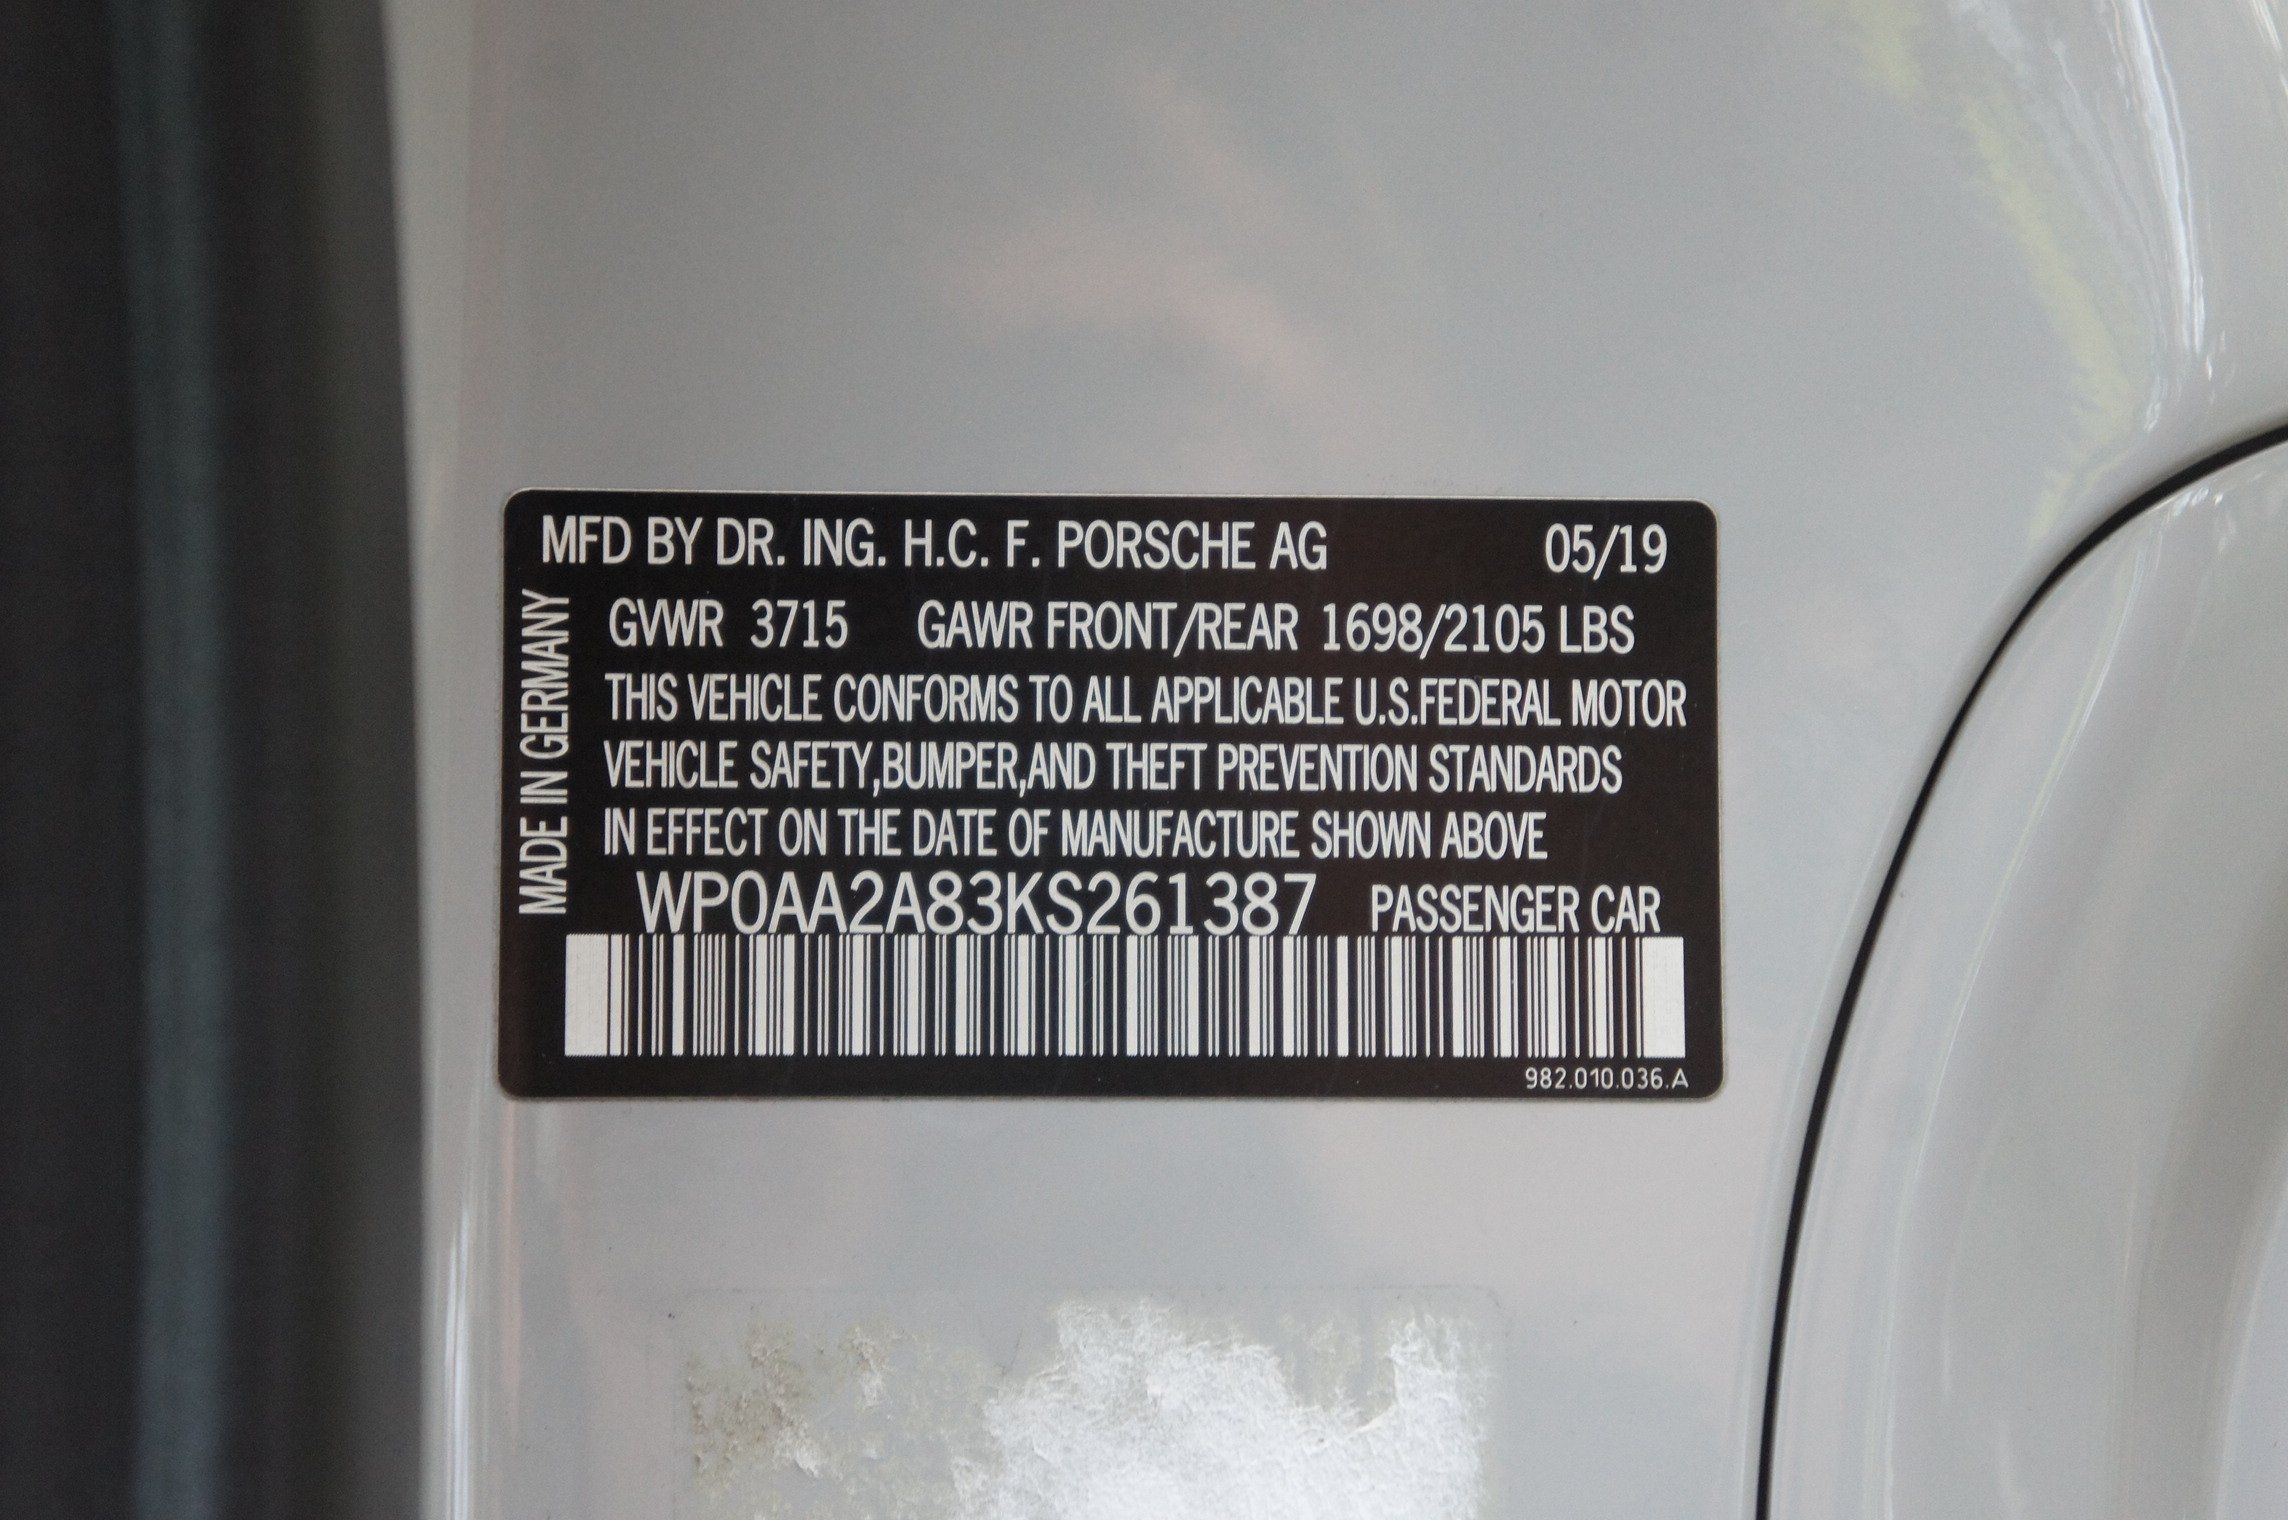 MFD BY DR. ING. H.C. F. PORSCHE AG 05/19
MADE IN GERMANY
GVWR 3715 GAWR FRONT/REAR 1698/2105 LBS
THIS VEHICLE CONFORMS TO ALL APPLICABLE U.S.FEDERAL MOTOR
VEHICLE SAFETY,BUMPER,AND THEFT PREVENTION STANDARDS
IN EFFECT ON THE DATE OF MANUFACTURE SHOWN ABOVE
WP0AA2A83KS261387 PASSENGER CAR
982.010.036.A